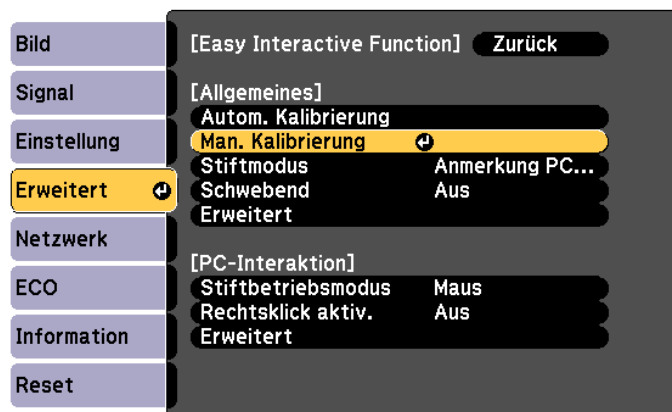 Bild
Signal
Einstellung
Erweitert
Netzwerk
ECO
Information
Reset
[Easy Interactive Function] Zurück
[Allgemeines]
Autom. Kalibrierung
Man. Kalibrierung
Stiftmodus Anmerkung PC...
Schwebend Aus
Erweitert
[PC-Interaktion]
Stiftbetriebsmodus Maus
Rechtsklick aktiv. Aus
Erweitert